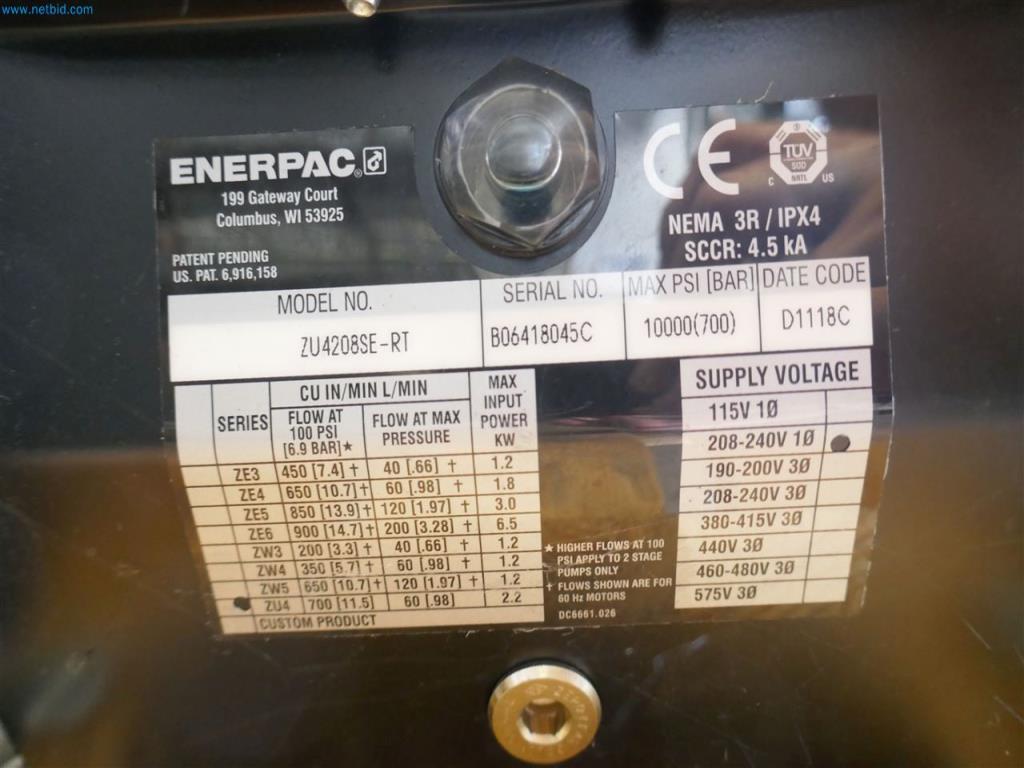 www.netbid.com
ENERPAC®
199 Gateway Court
Columbus, WI 53925
PATENT PENDING
US. PAT. 6,916,158
CE
TUV
SOD
NRTL
C US
NEMA 3R / IPX4
SCCR: 4.5 kA
MODEL NO. SERIAL NO. MAX PSI [BAR] DATE CODE
ZU4208SE-RT B06418045C 10000(700) D1118C
SERIES
CU IN/MIN L/MIN
FLOW AT
100 PSI
[6.9 BAR]★
FLOW AT MAX
PRESSURE
MAX
INPUT
POWER
KW
ZE3 450 [7.4] † 40 [.66] † 1.2
ZE4 650 [10.7] † 60 [.98] † 1.8
ZE5 850 [13.9] † 120 [1.97] † 3.0
ZE6 900 [14.7] † 200 [3.28] † 6.5
ZW3 200 [3.3] † 40 [.66] † 1.2
ZW4 350 [5.7] † 60 [.98] † 1.2
ZW5 650 [10.7] † 120 [1.97] † 1.2
ZU4 700 [11.5] 60 [.98] 2.2
CUSTOM PRODUCT
★ HIGHER FLOWS AT 100
PSI APPLY TO 2 STAGE
PUMPS ONLY
† FLOWS SHOWN ARE FOR
60 Hz MOTORS
DC6661.026
SUPPLY VOLTAGE
115V 1Ø
208-240V 1Ø
190-200V 3Ø
208-240V 3Ø
380-415V 3Ø
440V 3Ø
460-480V 3Ø
575V 3Ø